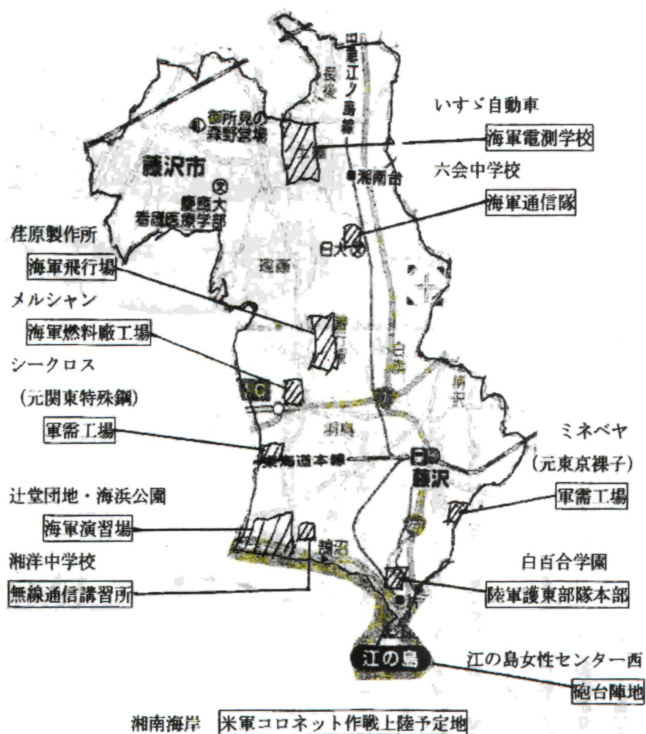 小田急江ノ島線
長後
いすゞ自動車
海軍電測学校
御所見の
森野営場
藤沢市
六会中学校
湘南台
海軍通信隊
慶應大
看護医療学部
日大
荏原製作所
海軍飛行場
遠藤
メルシャン
海軍燃料廠工場
シークロス
(元関東特殊鋼)
羽鳥
軍需工場
東海道本線
ミネベヤ
(元東京裸子)
藤沢
軍需工場
辻堂団地・海浜公園
海軍演習場
鵠沼
湘洋中学校
無線通信講習所
白百合学園
陸軍護東部隊本部
江の島
江の島女性センター西
砲台陣地
湘南海岸 米軍コロネット作戦上陸予定地